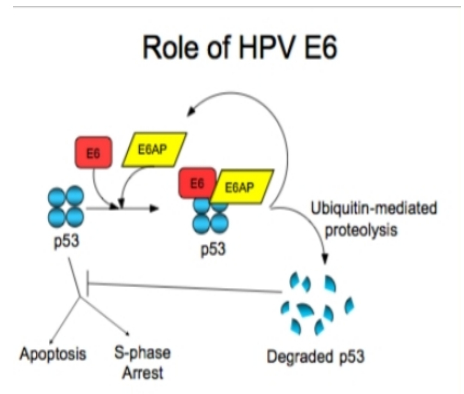 Role of HPV E6
E6
E6AP
E6
E6AP
p53
p53
Ubiquitin-mediated
proteolysis
Apoptosis
S-phase
Arrest
Degraded p53